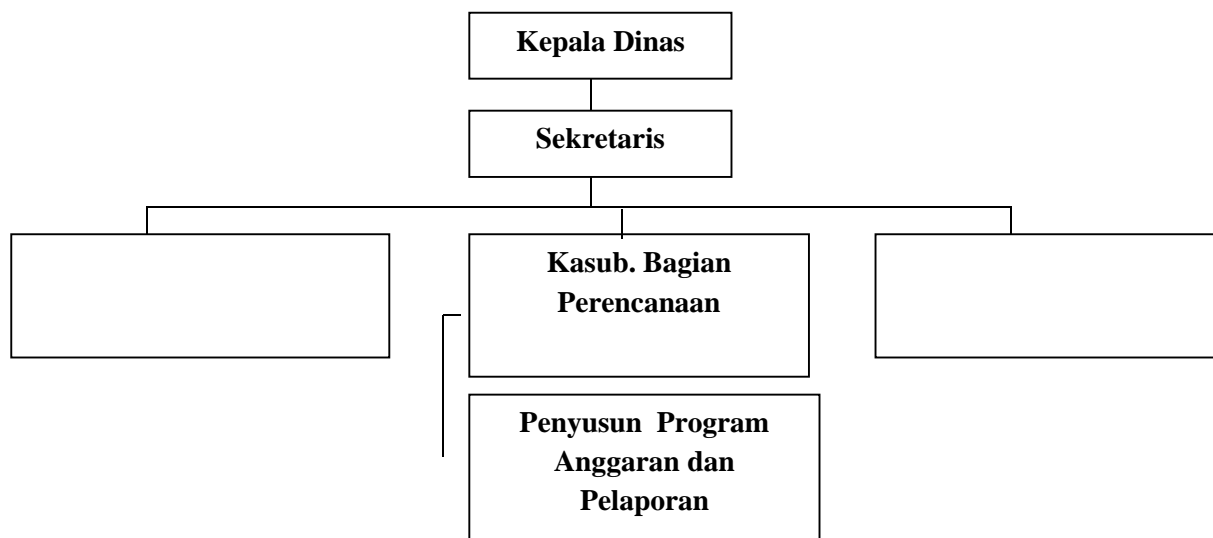 Kepala Dinas
Sekretaris
Kasub. Bagian
Perencanaan
Penyusun  Program
Anggaran dan
Pelaporan